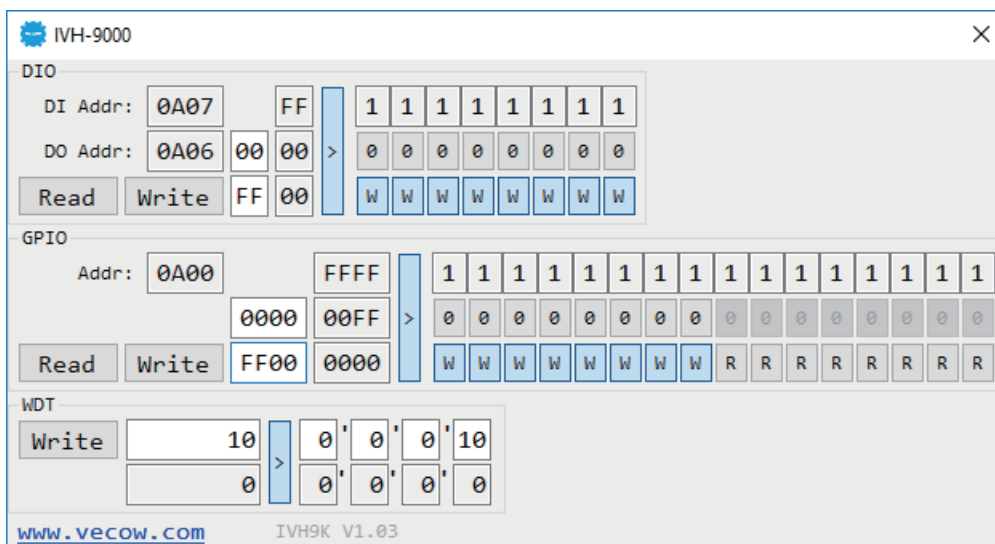 IVH-9000
DIO
DI Addr: 0A07 FF 1 1 1 1 1 1 1 1
DO Addr: 0A06 00 00 > 0 0 0 0 0 0 0 0
Read Write FF 00 W W W W W W W W
GPIO
Addr: 0A00 FFFF 1 1 1 1 1 1 1 1 1 1 1 1 1 1 1 1
0000 00FF > 0 0 0 0 0 0 0 0 0 0 0 0 0 0 0 0
Read Write FF00 0000 W W W W W W W W R R R R R R R R
WDT
Write 10 > 0 ' 0 ' 0 ' 10
0 0 ' 0 ' 0 ' 0
www.vecow.com IVH9K V1.03